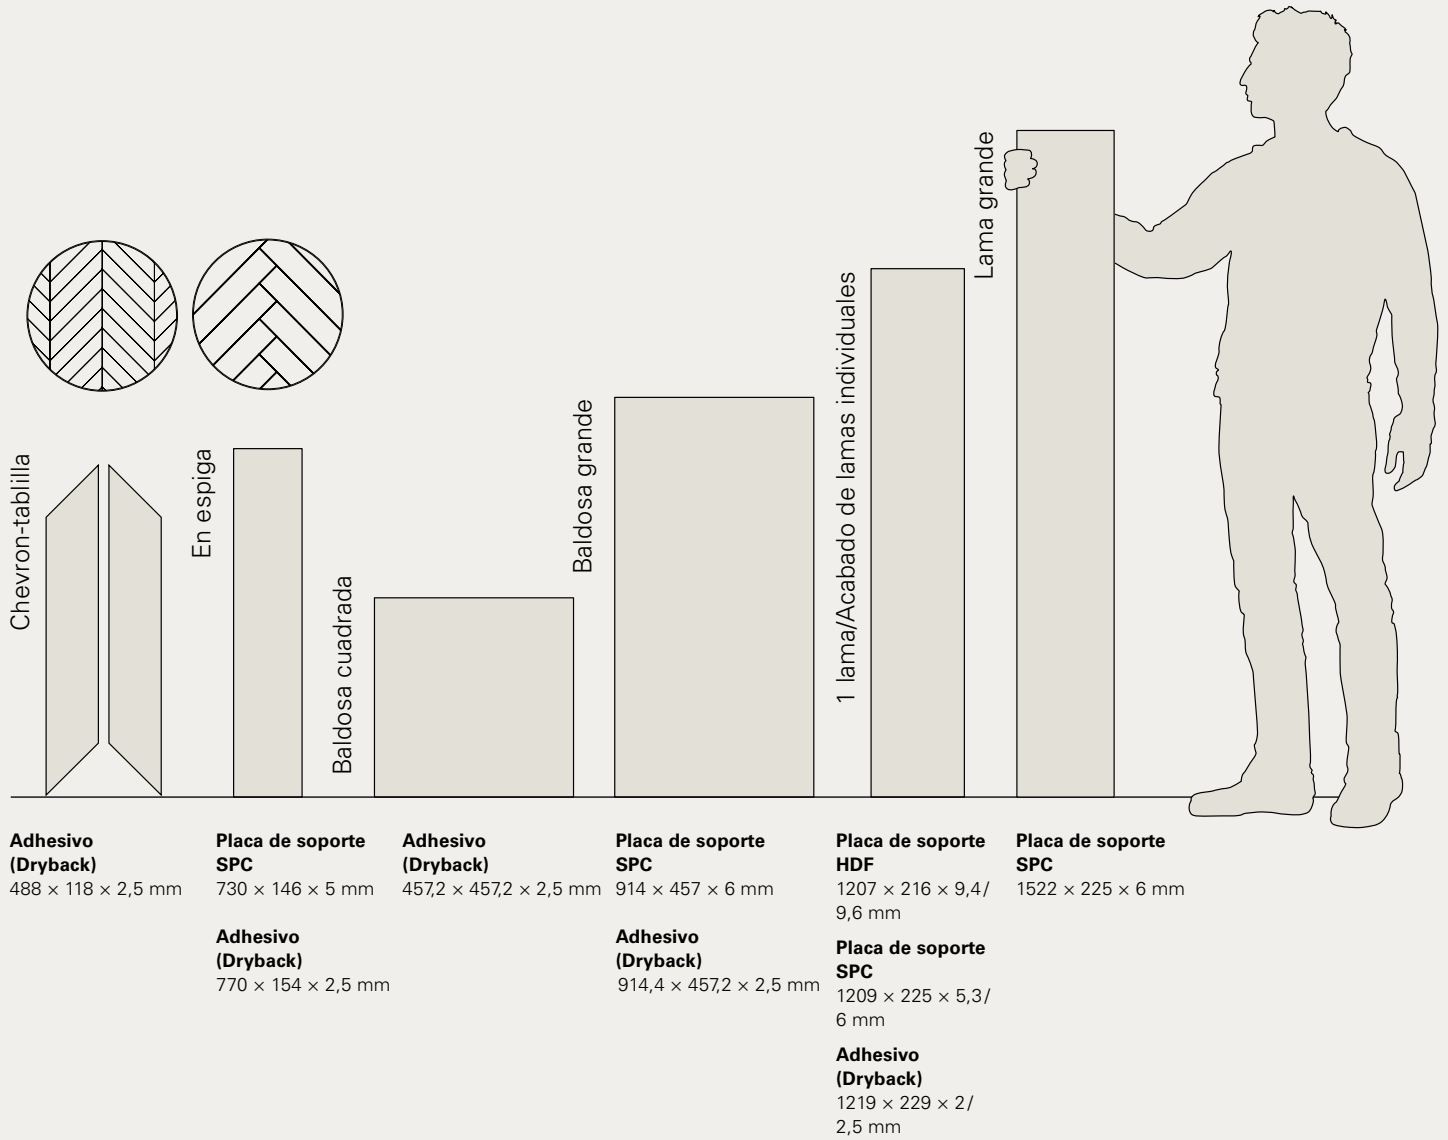 Chevron-tablilla
En espiga
Baldosa cuadrada
Baldosa grande
1 lama/Acabado de lamas individuales
Lama grande
Adhesivo
(Dryback)
488 × 118 × 2,5 mm
Placa de soporte
SPC
730 × 146 × 5 mm
Adhesivo
(Dryback)
770 × 154 × 2,5 mm
Adhesivo
(Dryback)
457,2 × 457,2 × 2,5 mm
Placa de soporte
SPC
914 × 457 × 6 mm
Adhesivo
(Dryback)
914,4 × 457,2 × 2,5 mm
Placa de soporte
HDF
1207 × 216 × 9,4/
9,6 mm
Placa de soporte
SPC
1209 × 225 × 5,3/
6 mm
Adhesivo
(Dryback)
1219 × 229 × 2/
2,5 mm
Placa de soporte
SPC
1522 × 225 × 6 mm